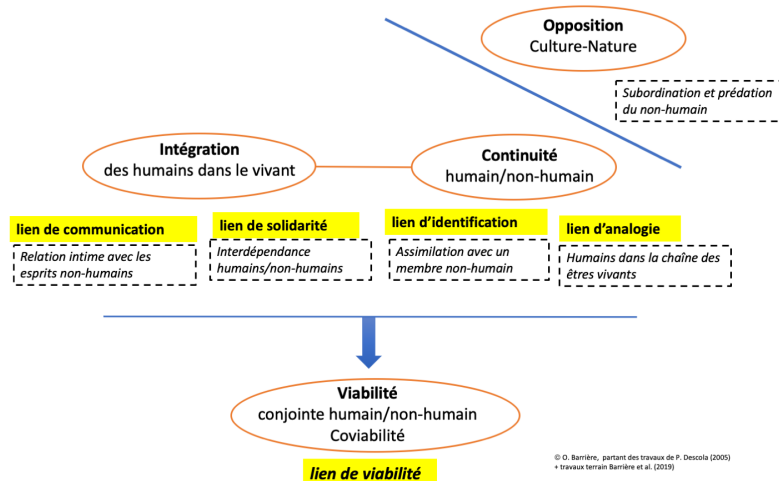 Opposition
Culture-Nature
Subordination et prédation
du non-humain
Intégration
des humains dans le vivant
Continuité
humain/non-humain
lien de communication
Relation intime avec les
esprits non-humains
lien de solidarité
Interdépendance
humains/non-humains
lien d’identification
Assimilation avec un
membre non-humain
lien d’analogie
Humains dans la chaîne des
êtres vivants
Viabilité
conjointe humain/non-humain
Coviabilité
lien de viabilité
© O. Barrière, partant des travaux de P. Descola (2005)
+ travaux terrain Barrière et al. (2019)